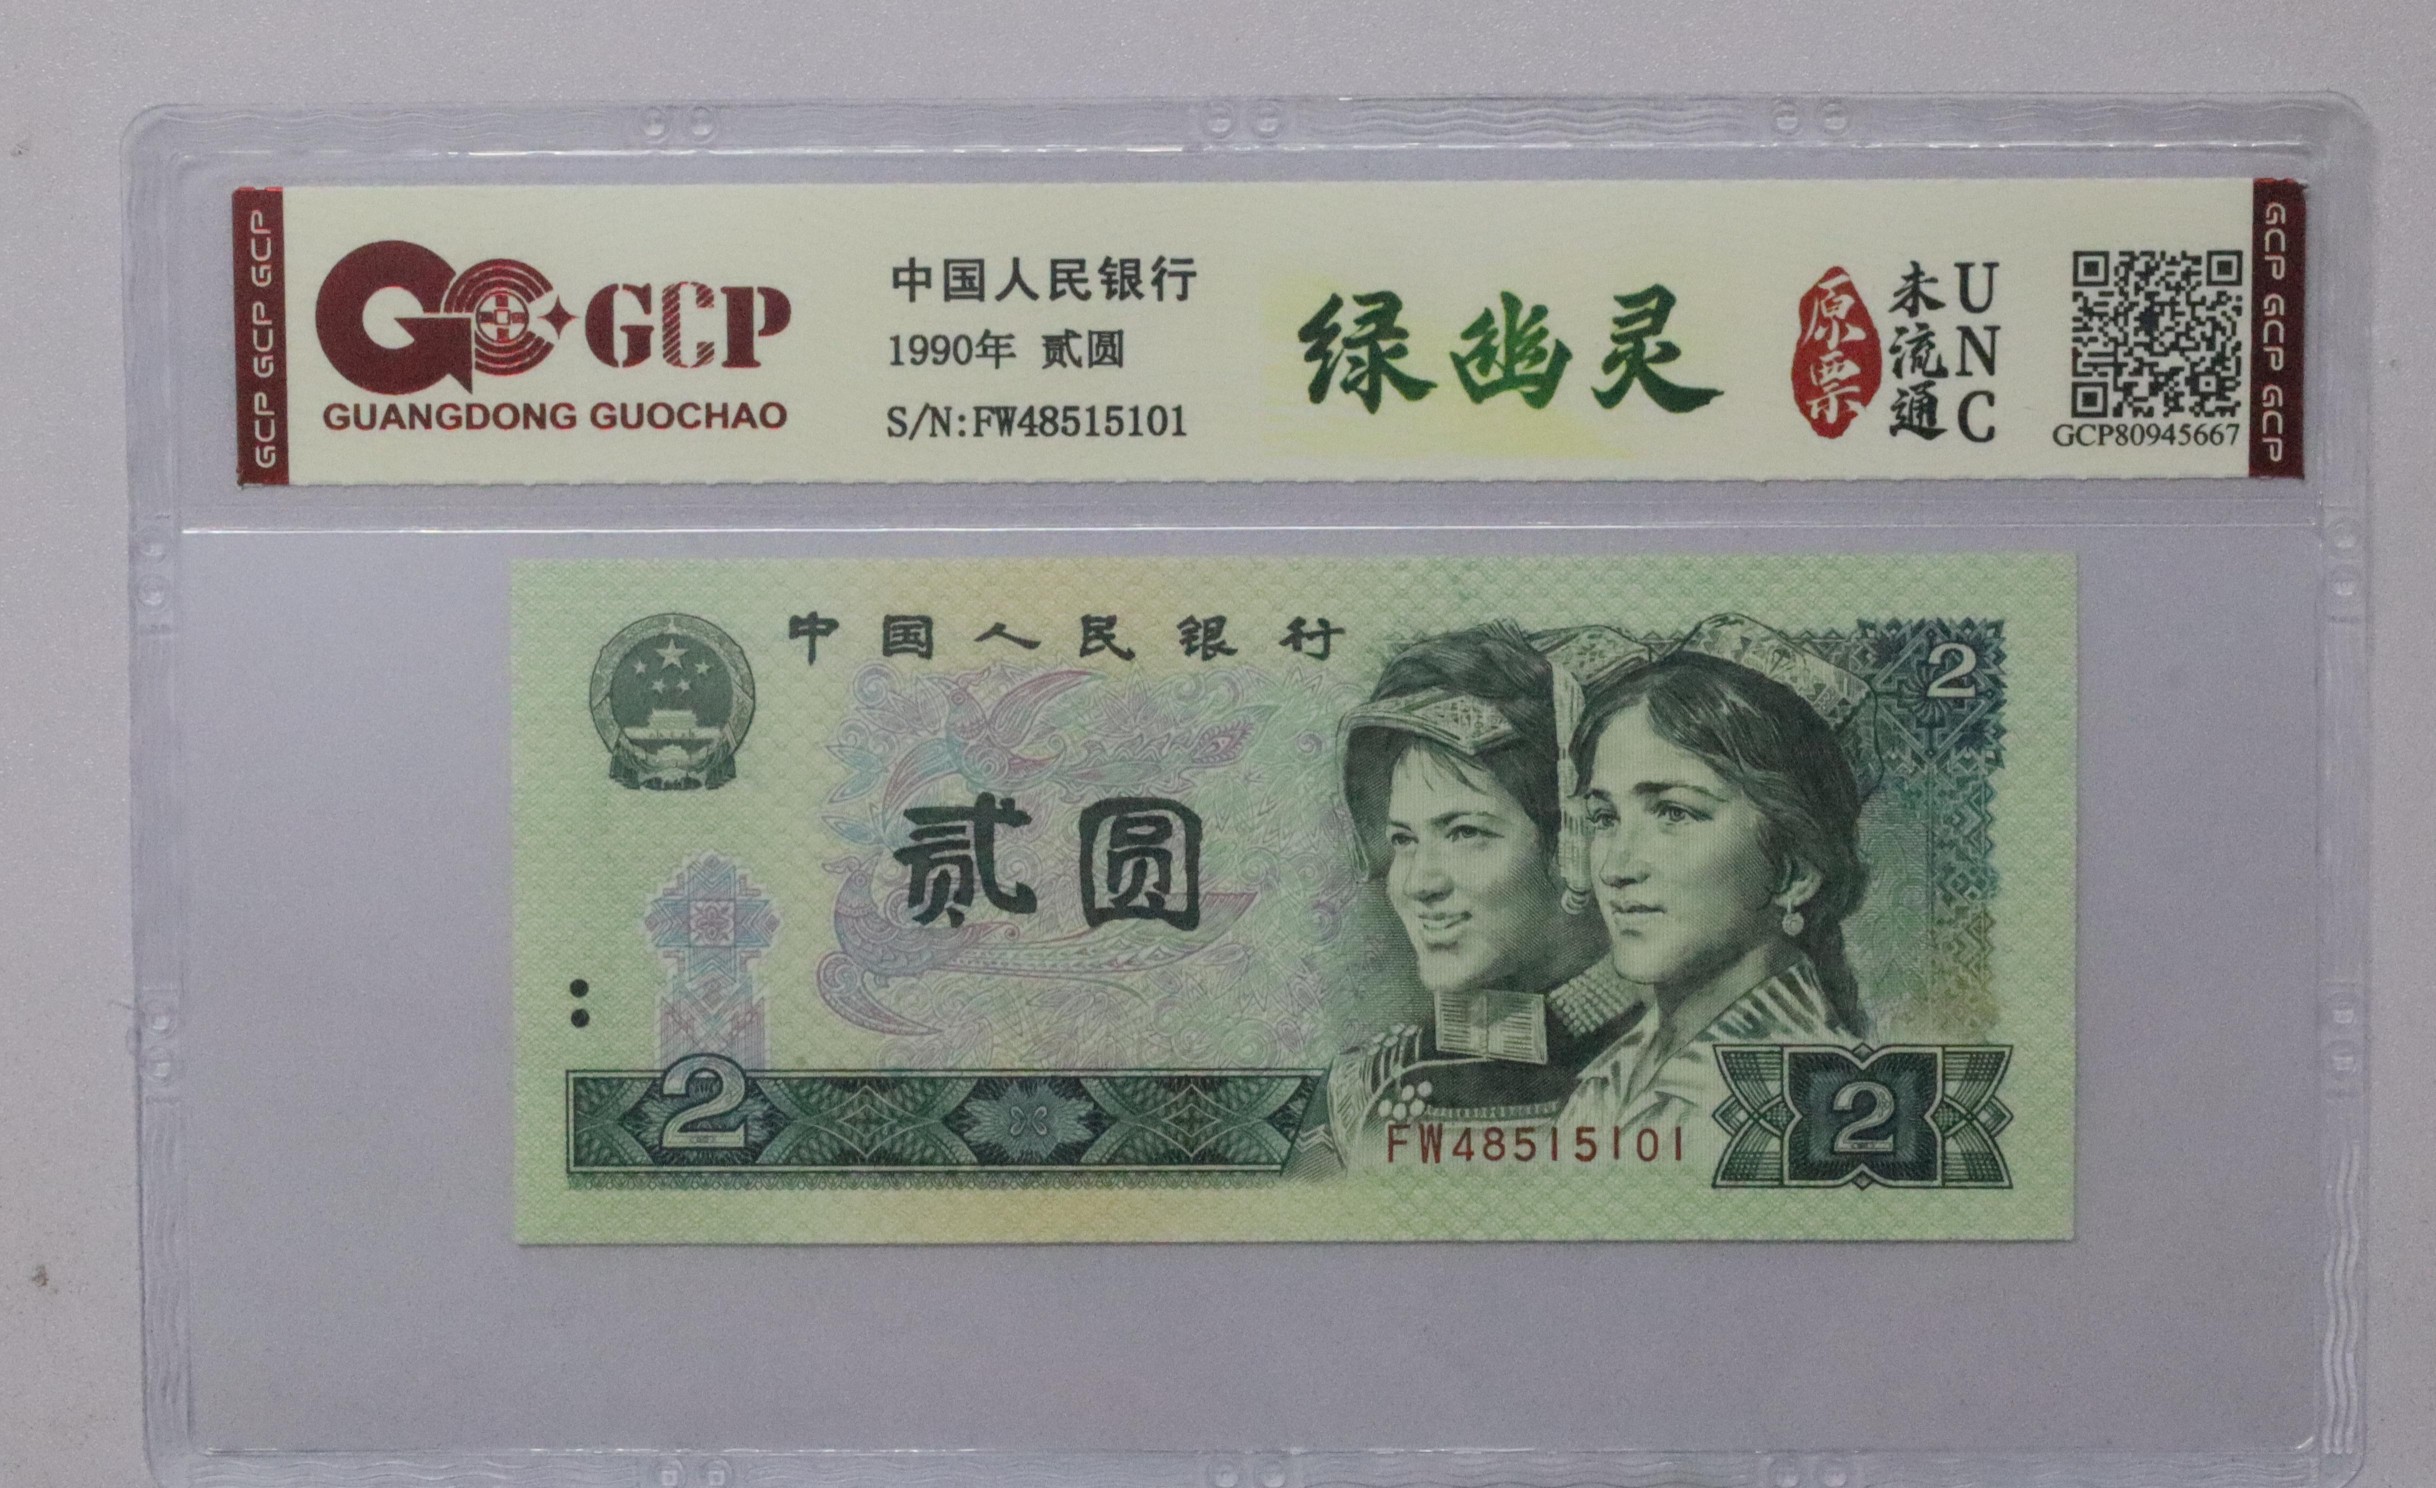 GCP GCP GCP
GCP
GUANGDONG GUOCHAO
中国人民银行
1990年 贰圆
S/N:FW48515101
绿幽灵
原票
未流通
UNC
GCP80945667
GCP GCP GCP
中国人民银行
2
贰圆
2
FW48515101
2